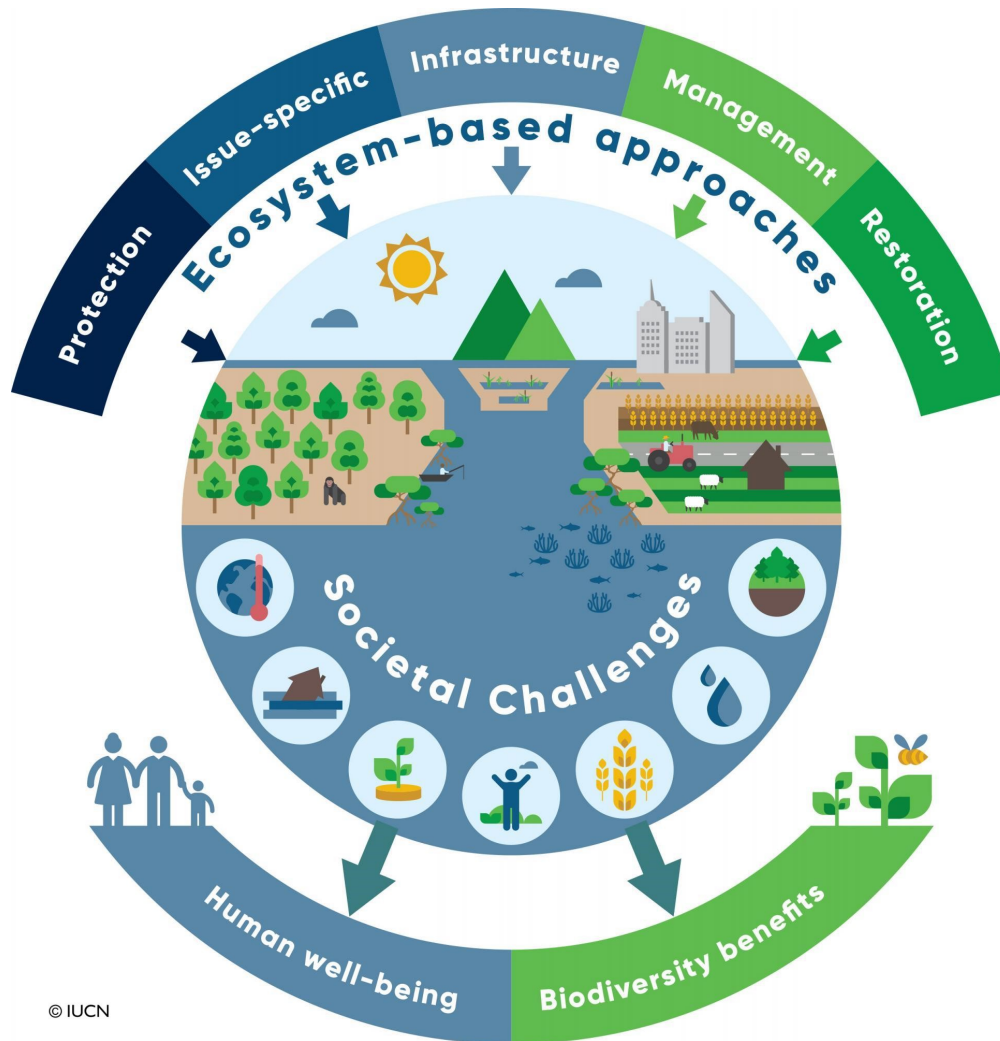 Protection
Issue-specific
Infrastructure
Management
Restoration
Ecosystem-based approaches
Societal Challenges
Human well-being
Biodiversity benefits
© IUCN